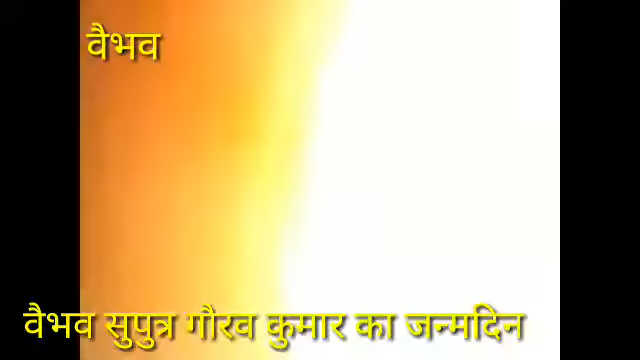 वैभव
वैभव सुपुत्र गौरव कुमार का जन्मदिन